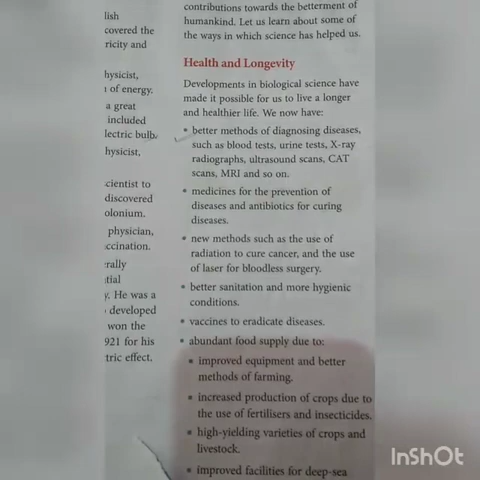 lish
covered the
ricity and
hysicist,
of energy.
a great
included
lectric bulb.
hysicist.
cientist to
discovered
olonium.
physician,
ccination.
rally
tial
y. He was a
developed
won the
921 for his
tric effect.
contributions towards the betterment of
humankind. Let us learn about some of
the ways in which science has helped us.
Health and Longevity
Developments in biological science have
made it possible for us to live a longer
and healthier life. We now have:
• better methods of diagnosing diseases,
such as blood tests, urine tests, X-ray
radiographs, ultrasound scans, CAT
scans, MRI and so on.
• medicines for the prevention of
diseases and antibiotics for curing
diseases.
• new methods such as the use of
radiation to cure cancer, and the use
of laser for bloodless surgery.
• better sanitation and more hygienic
conditions.
• vaccines to eradicate diseases.
• abundant food supply due to:
• improved equipment and better
methods of farming.
• increased production of crops due to
the use of fertilisers and insecticides.
• high-yielding varieties of crops and
livestock.
• improved facilities for deep-sea
InShOt